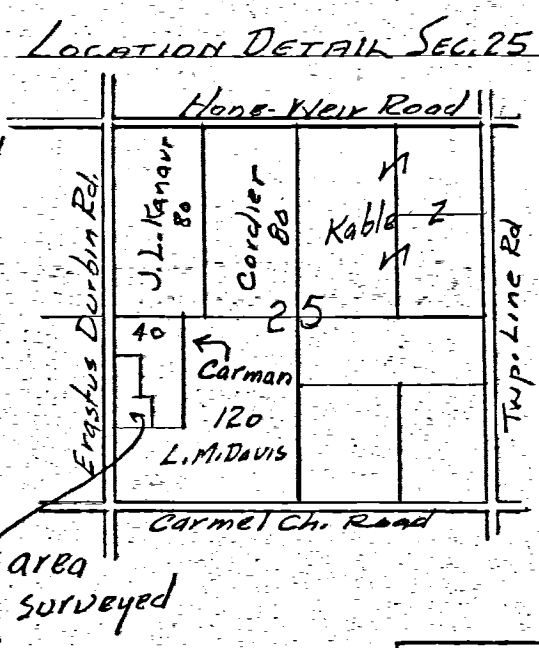 LOCATION DETAIL SEC. 25
Hone-Weir Road
Erastus Durbin Rd.
J.L. Kanaur
80
Cordier
80
Kable
Z
Twp. Line Rd
25
40
Carman
120
L.M. Davis
Carmel Ch. Road
area
surveyed